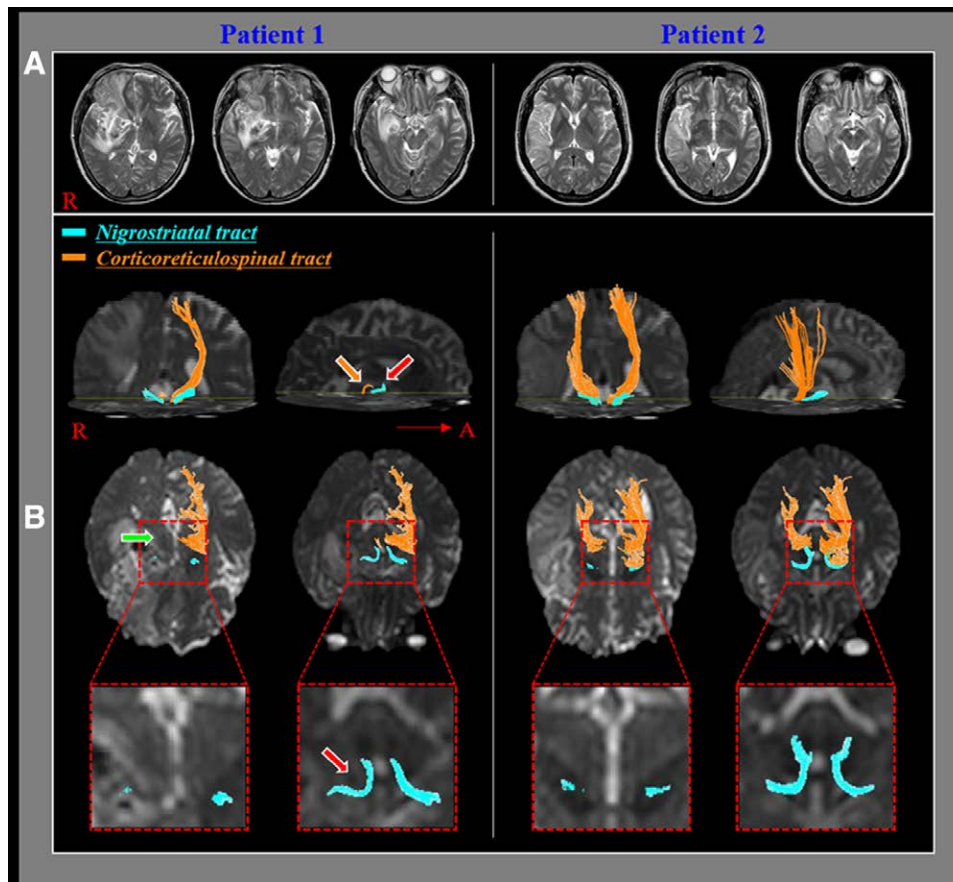 Patient 1
Patient 2
A
R
Nigrostriatal tract
Corticoreticulospinal tract
R
A
B